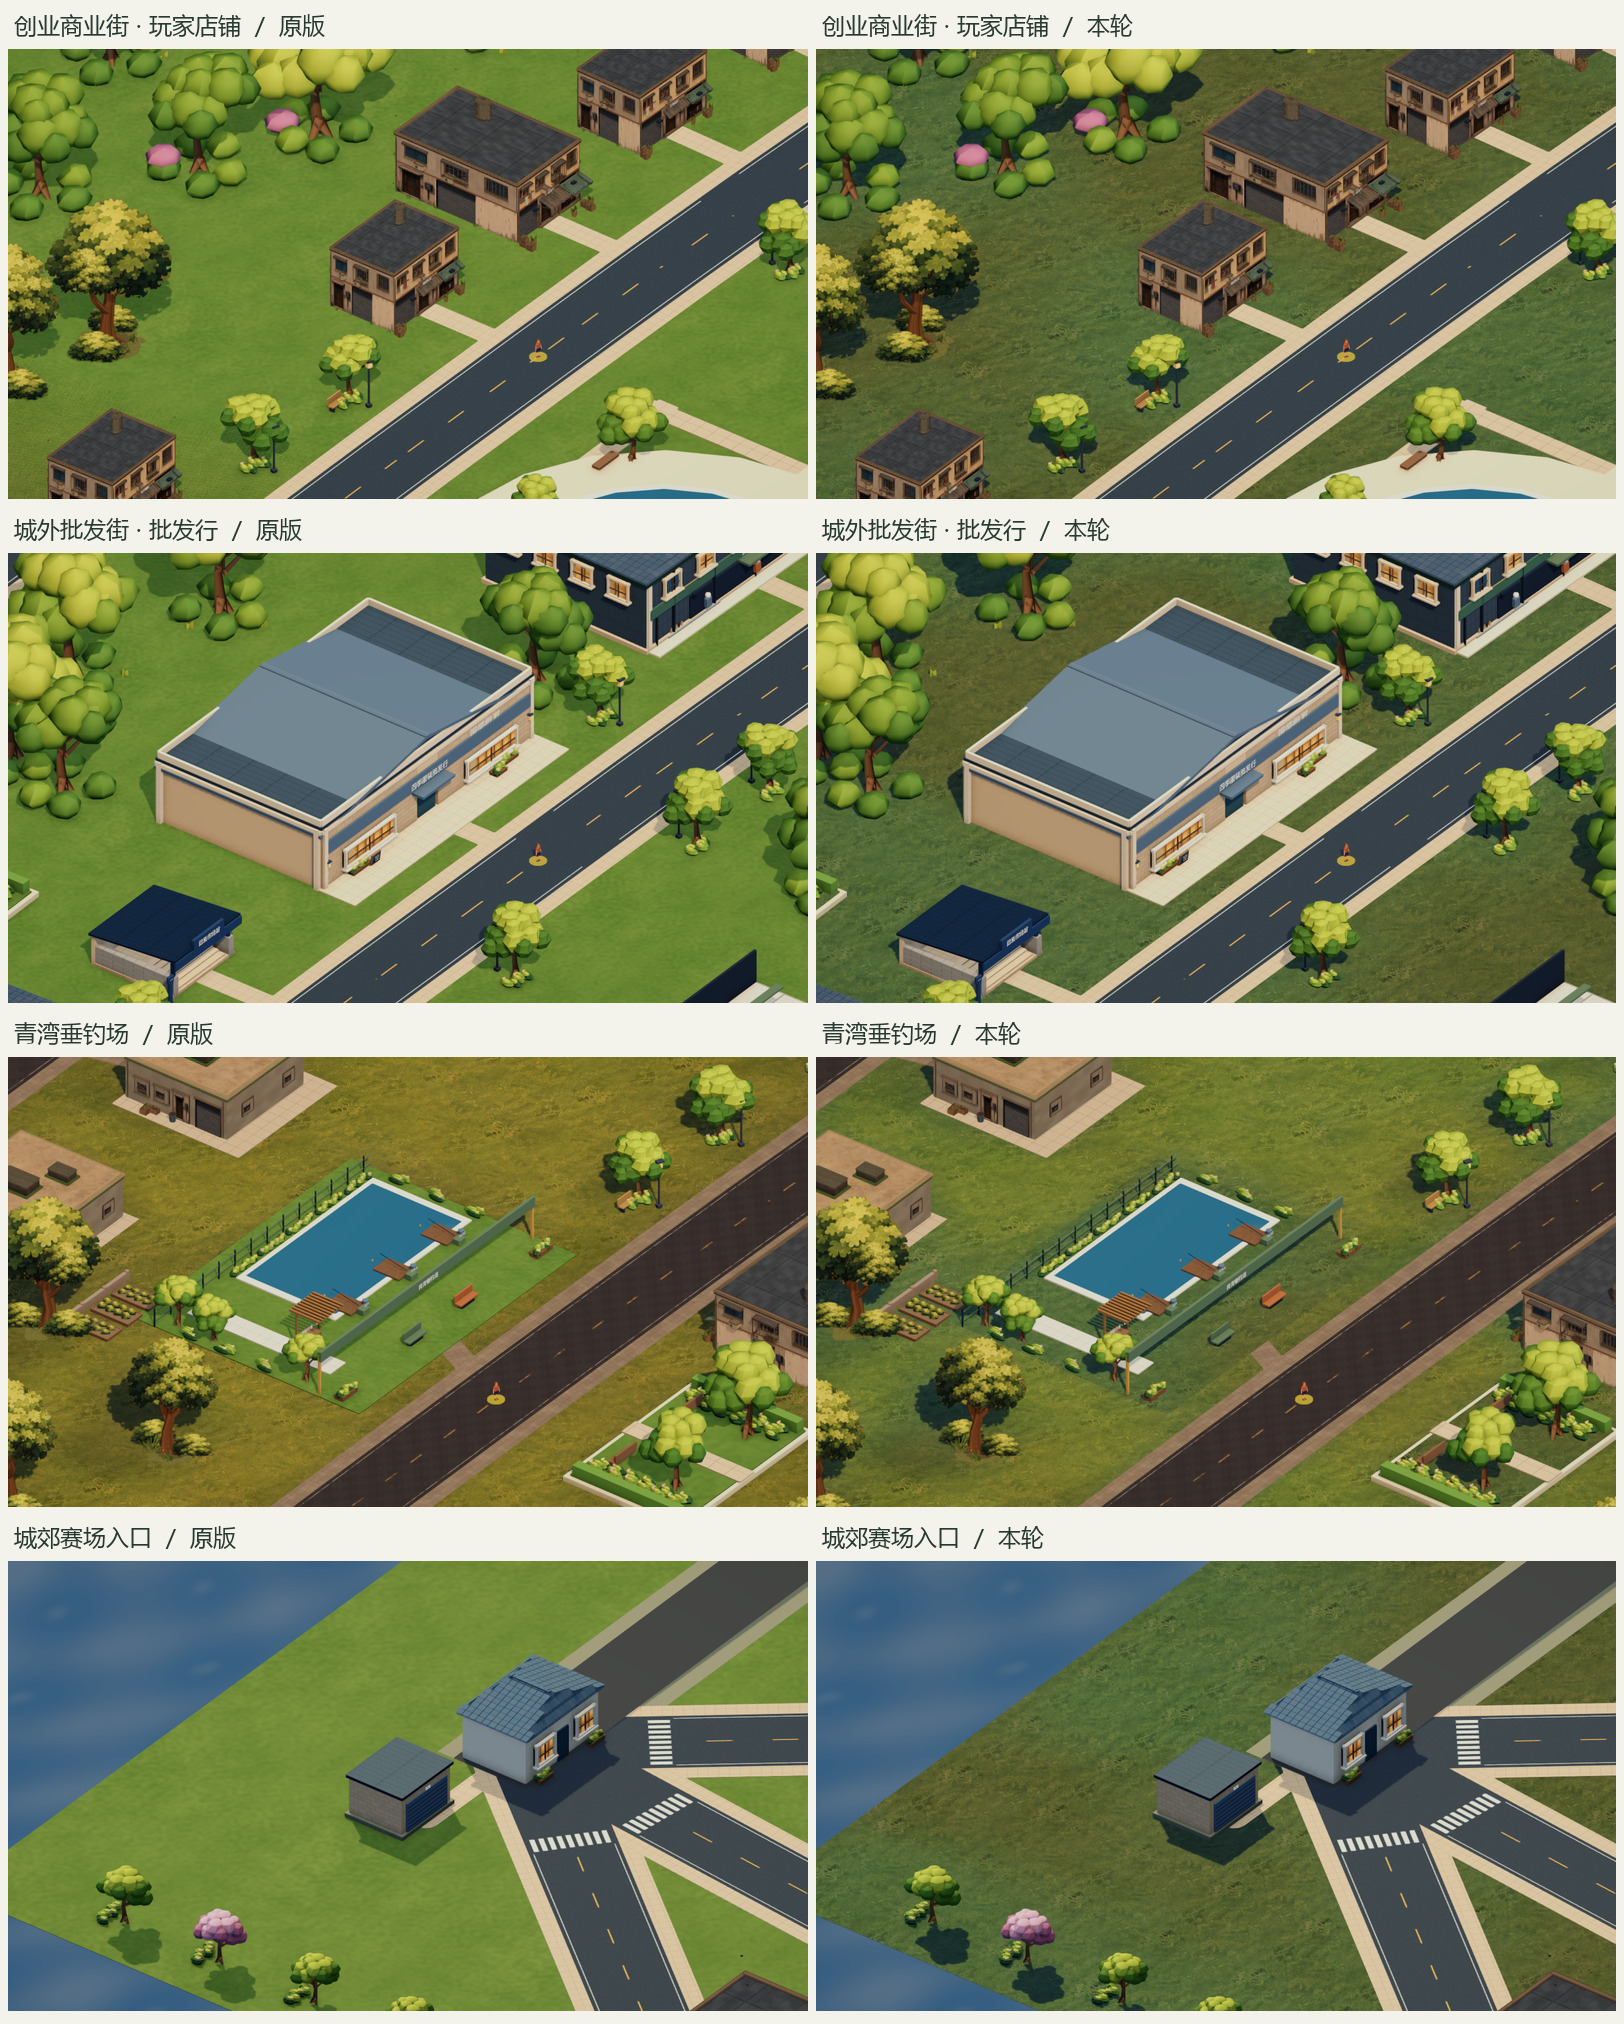 创业商业街 · 玩家店铺 / 原版
创业商业街 · 玩家店铺 / 本轮
城外批发街 · 批发行 / 原版
城外批发街 · 批发行 / 本轮
青湾垂钓场 / 原版
青湾垂钓场 / 本轮
城郊赛场入口 / 原版
城郊赛场入口 / 本轮